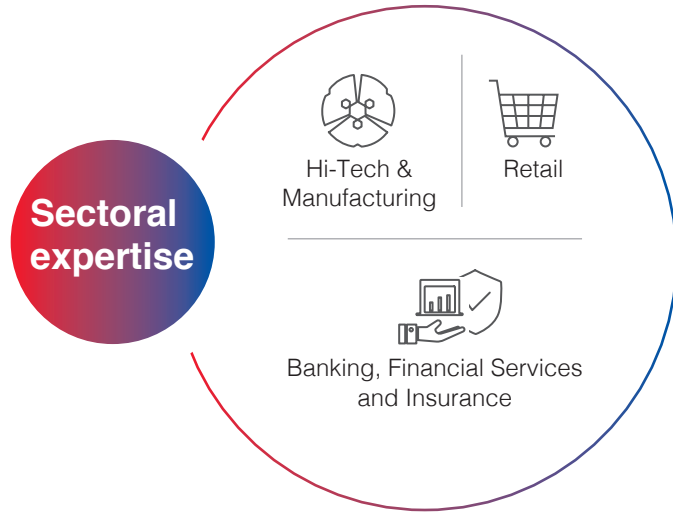 Sectoral
expertise
Hi-Tech &
Manufacturing
Retail
Banking, Financial Services
and Insurance